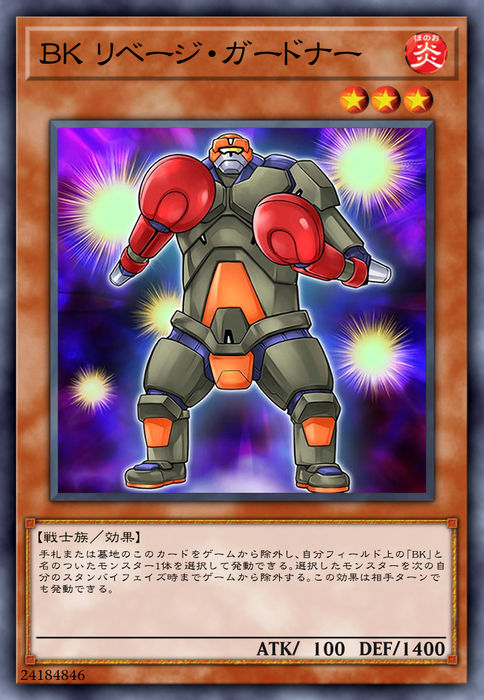 BK リベージ・ガードナー
ほのお
炎
【戦士族／効果】
手札または墓地のこのカードをゲームから除外し、自分フィールド上の「BK」と
名のついたモンスター1体を選択して発動できる。選択したモンスターを次の自
分のスタンバイフェイズ時までゲームから除外する。この効果は相手ターンで
も発動できる。
ATK/ 100 DEF/1400
24184846